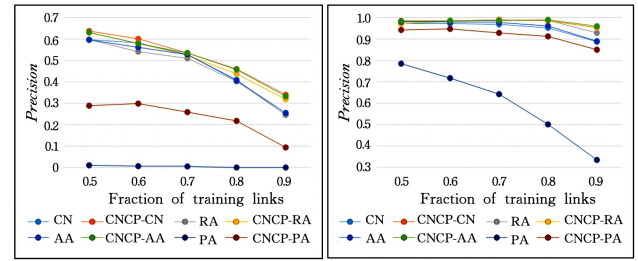 0.7
0.6
0.5
0.4
0.3
0.2
0.1
0
Precision
0.5 0.6 0.7 0.8 0.9
Fraction of training links
CN CNCP-CN RA CNCP-RA
AA CNCP-AA PA CNCP-PA
1.0
0.9
0.8
0.7
0.6
0.5
0.4
0.3
Precision
0.5 0.6 0.7 0.8 0.9
Fraction of training links
CN CNCP-CN RA CNCP-RA
AA CNCP-AA PA CNCP-PA